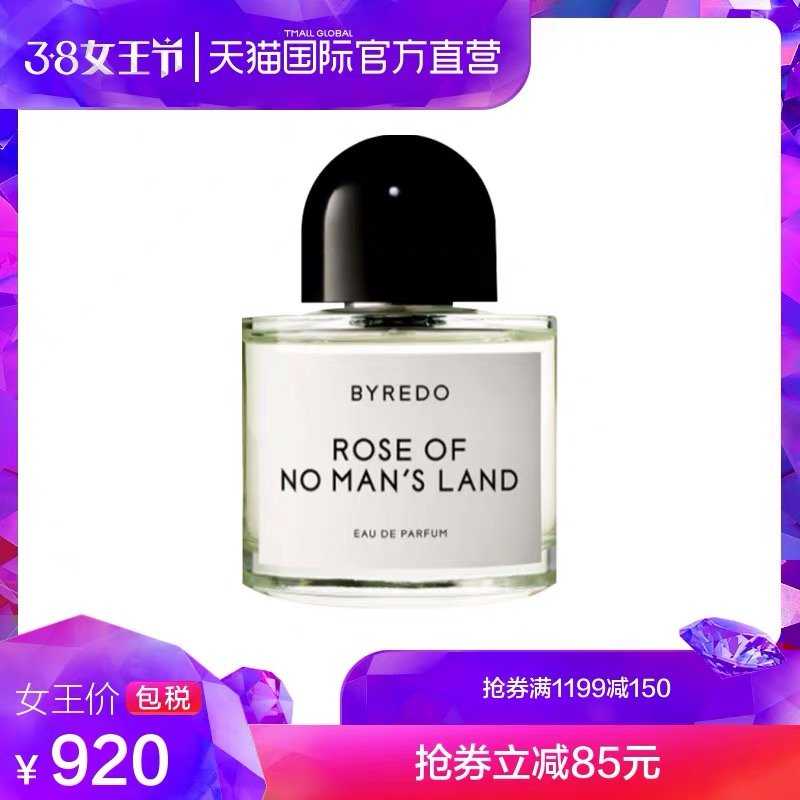 TMALL GLOBAL
3·8女王节|天猫国际官方直营
BYREDO
ROSE OF
NO MAN'S LAND
EAU DE PARFUM
女王价 包税
¥ 920
抢券满1199减150
抢券立减85元